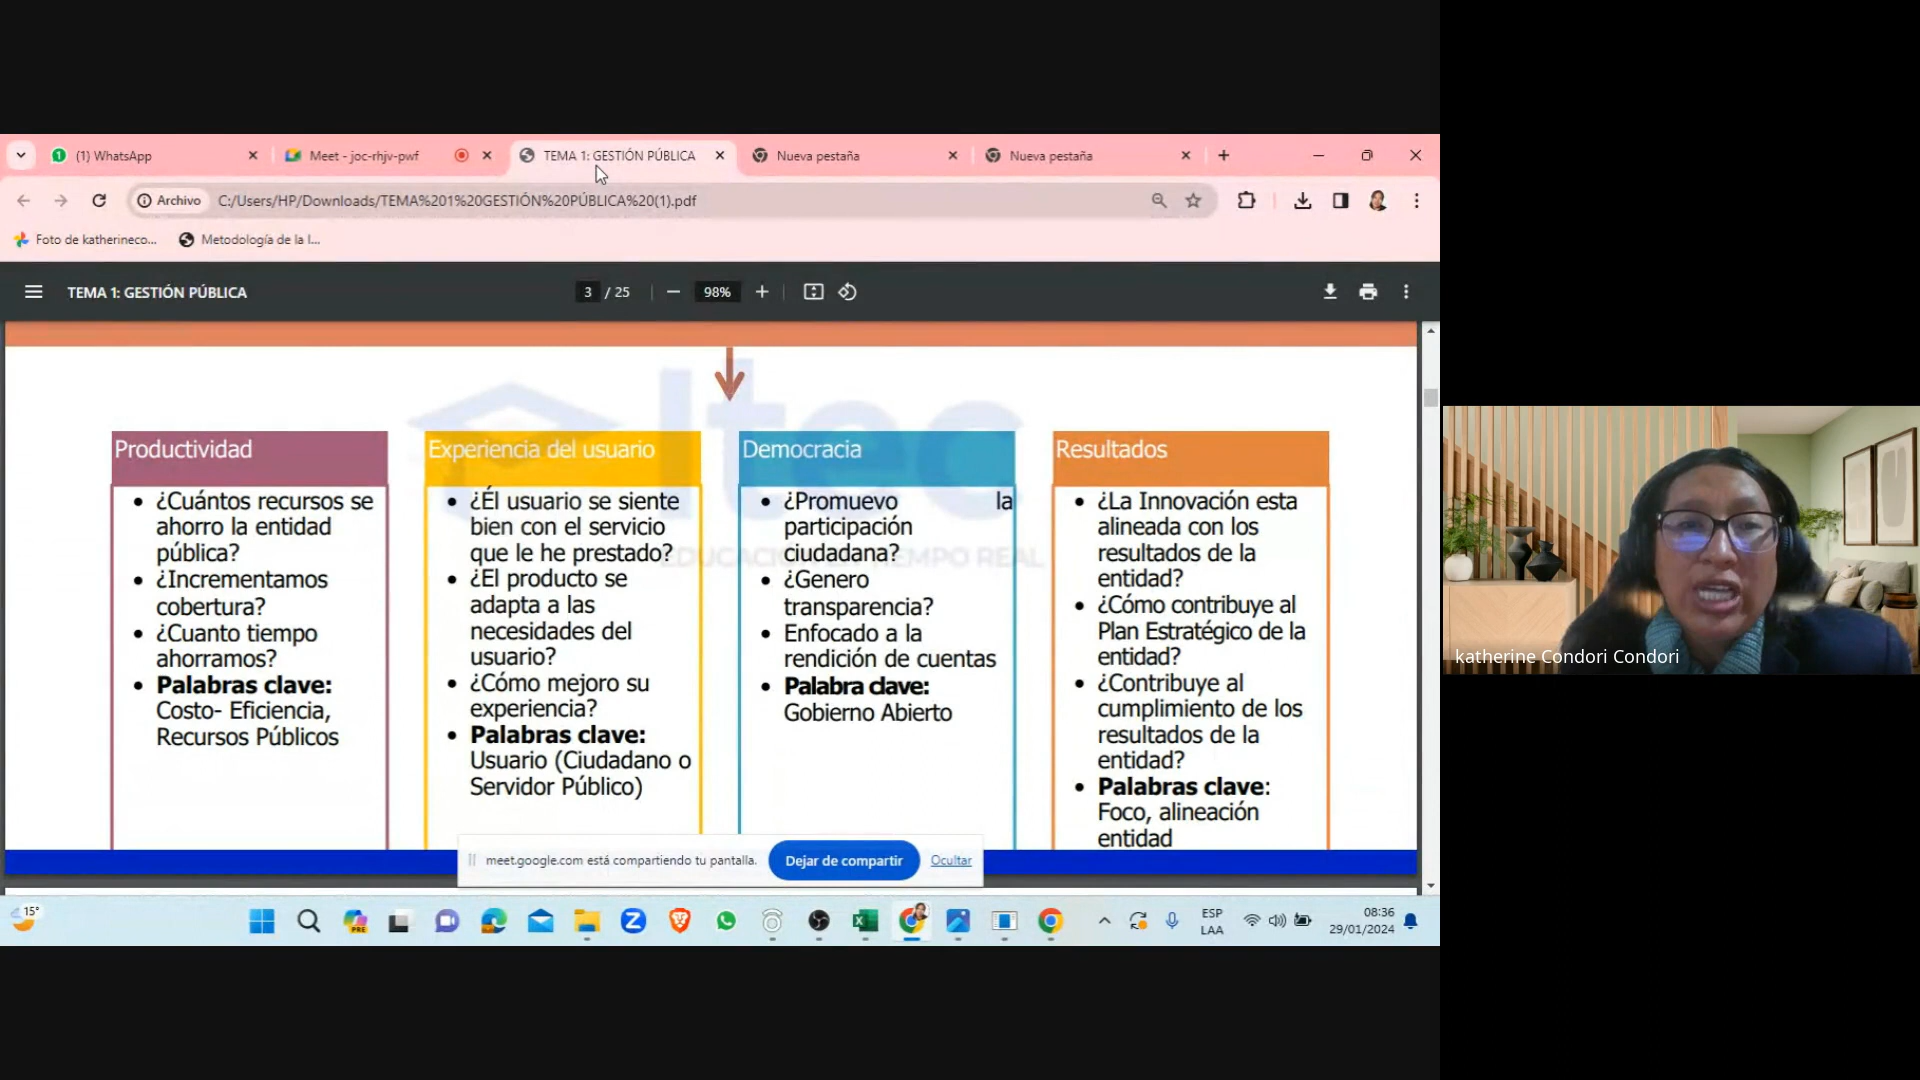 (1) WhatsApp
Meet - joc-rhjv-pwf
TEMA 1: GESTIÓN PÚBLICA
Nueva pestaña
Nueva pestaña
Archivo
C:/Users/HP/Downloads/TEMA%201%20GESTIÓN%20PÚBLICA%20(1).pdf
Foto de katherineco...
Metodología de la I...
TEMA 1: GESTIÓN PÚBLICA
3 / 25
98%
Itec
EDUCACIÓN EN TIEMPO REAL
Productividad
• ¿Cuántos recursos se
ahorro la entidad
pública?
• ¿Incrementamos
cobertura?
• ¿Cuanto tiempo
ahorramos?
• Palabras clave:
Costo- Eficiencia,
Recursos Públicos
Experiencia del usuario
• ¿Él usuario se siente
bien con el servicio
que le he prestado?
• ¿El producto se
adapta a las
necesidades del
usuario?
• ¿Cómo mejoro su
experiencia?
• Palabras clave:
Usuario (Ciudadano o
Servidor Público)
Democracia
• ¿Promuevo la
participación
ciudadana?
• ¿Genero
transparencia?
• Enfocado a la
rendición de cuentas
• Palabra clave:
Gobierno Abierto
Resultados
• ¿La Innovación esta
alineada con los
resultados de la
entidad?
• ¿Cómo contribuye al
Plan Estratégico de la
entidad?
• ¿Contribuye al
cumplimiento de los
resultados de la
entidad?
• Palabras clave:
Foco, alineación
entidad
meet.google.com está compartiendo tu pantalla.
Dejar de compartir
Ocultar
15°
PRE
ESP
LAA
08:36
29/01/2024
katherine Condori Condori